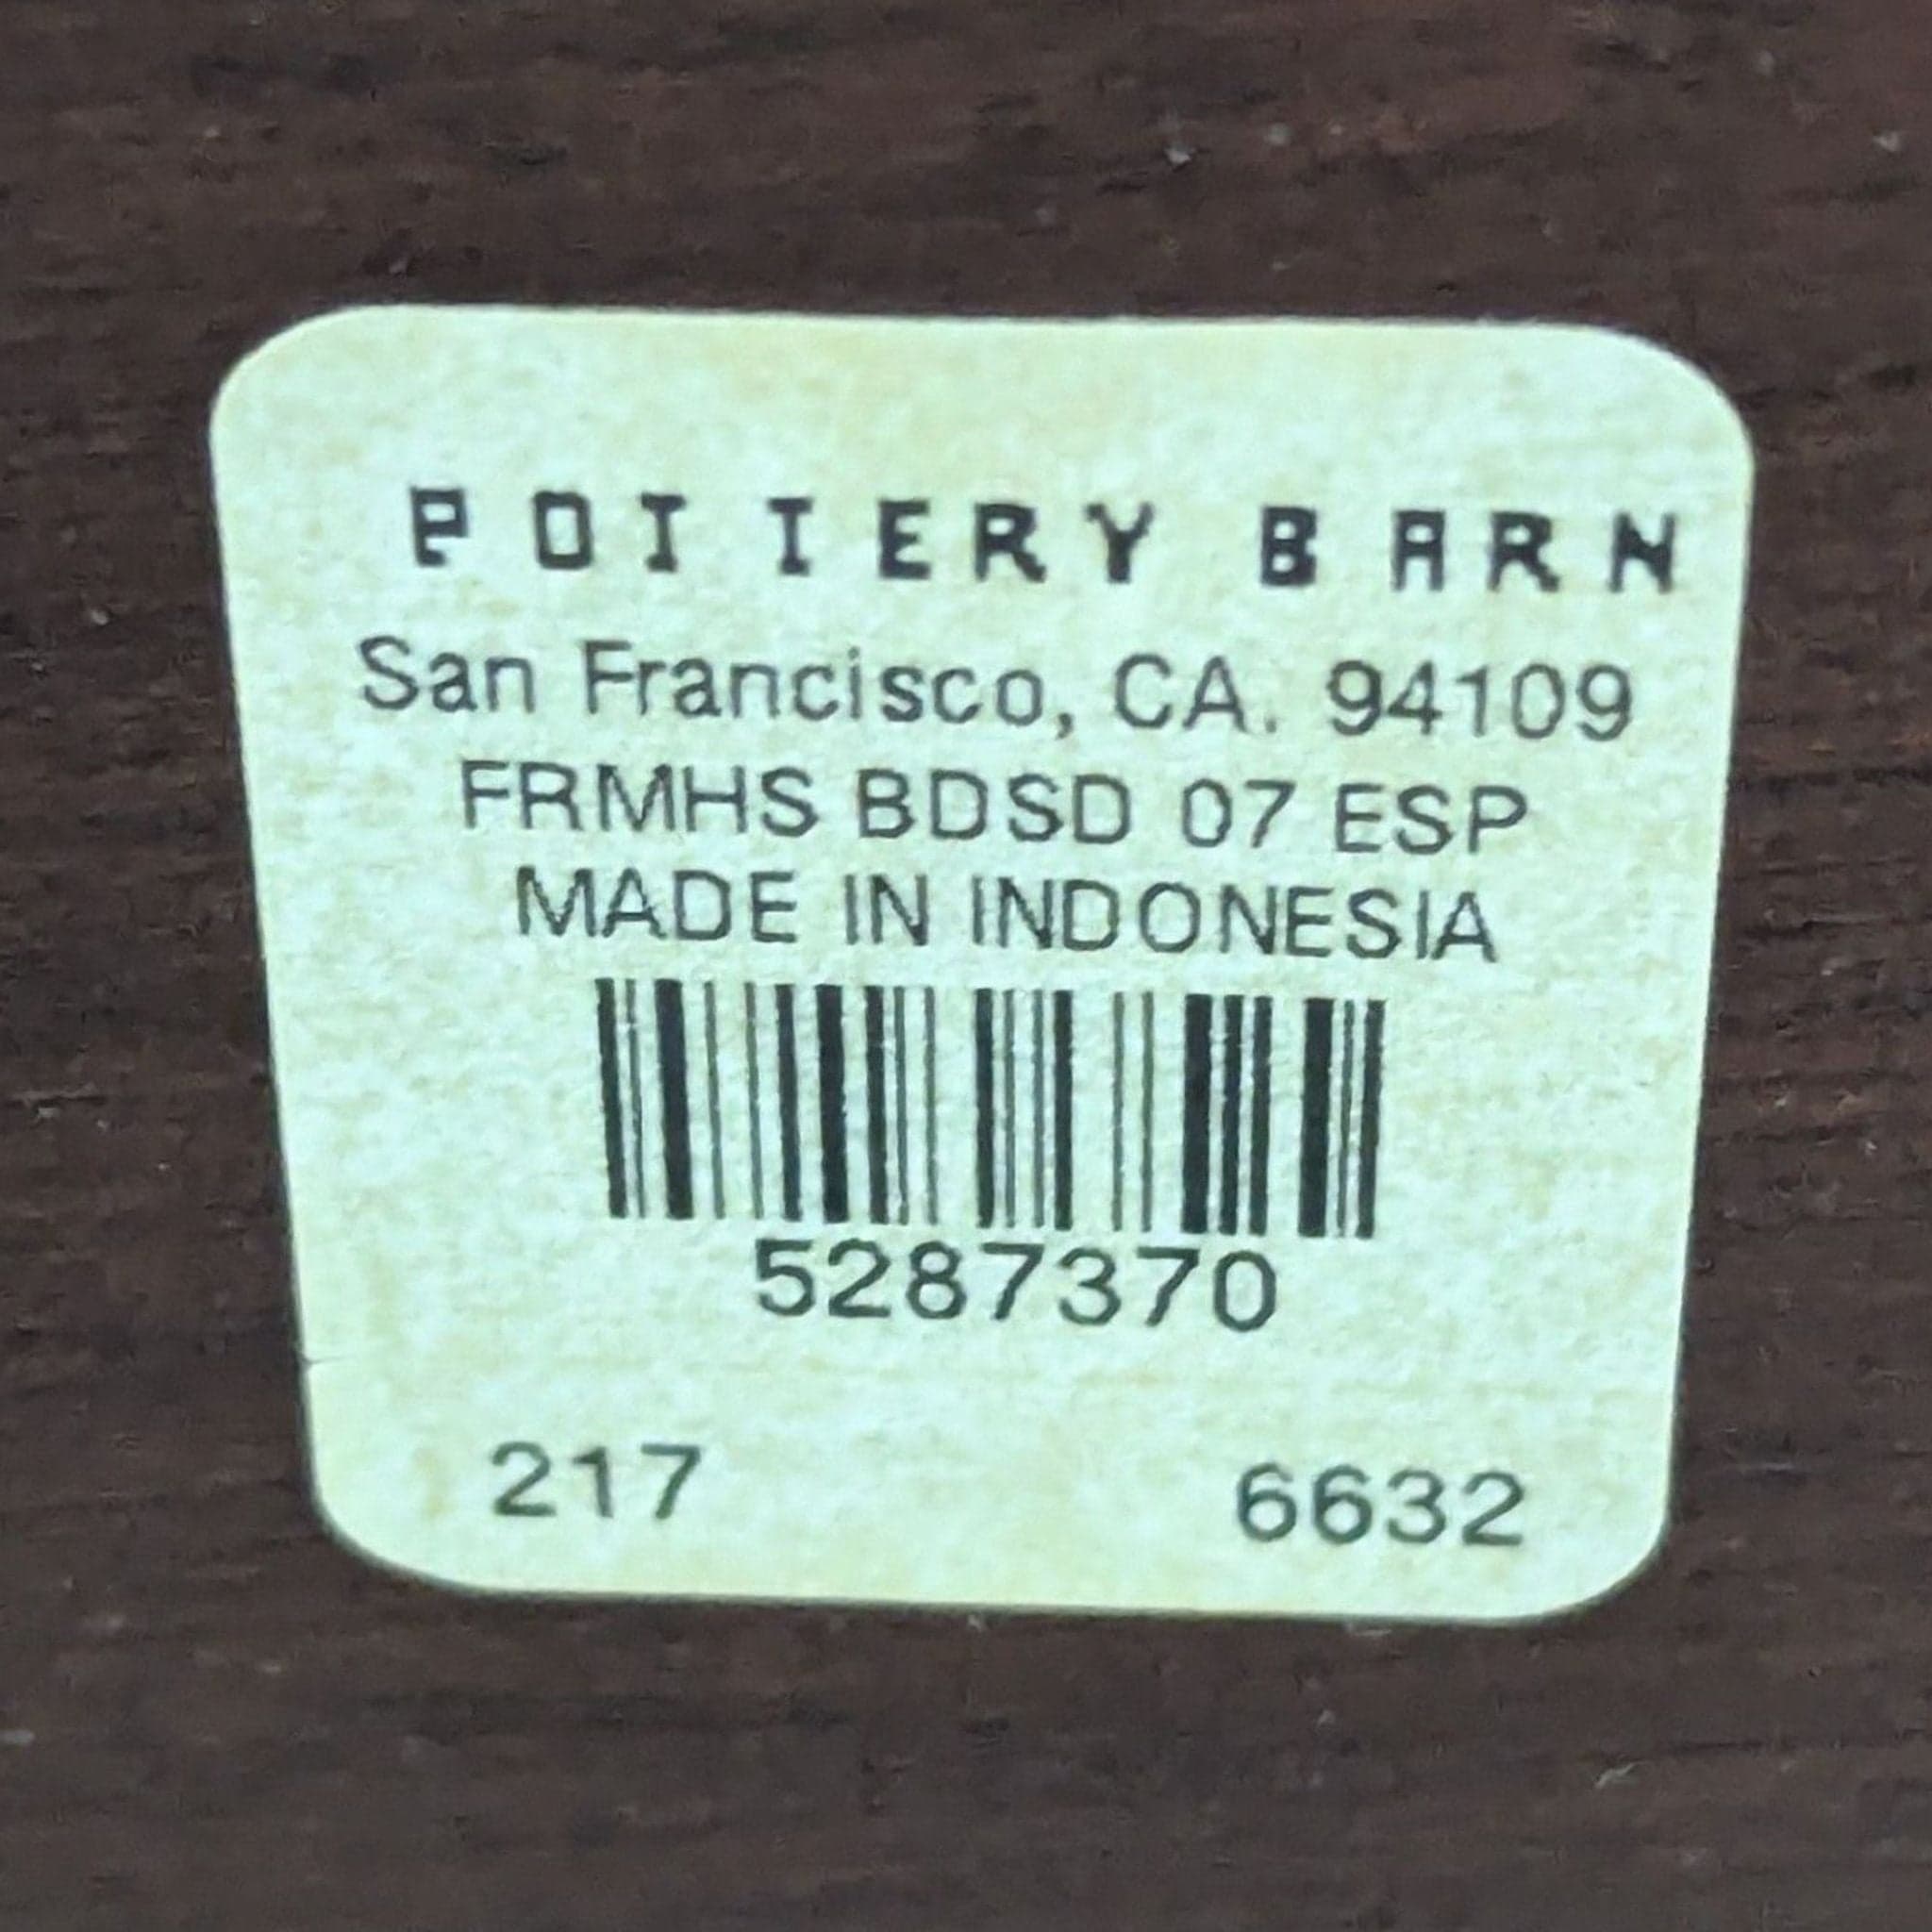 POTTERY BARN
San Francisco, CA. 94109
FRMHS BDSD 07 ESP
MADE IN INDONESIA
5287370
217 6632